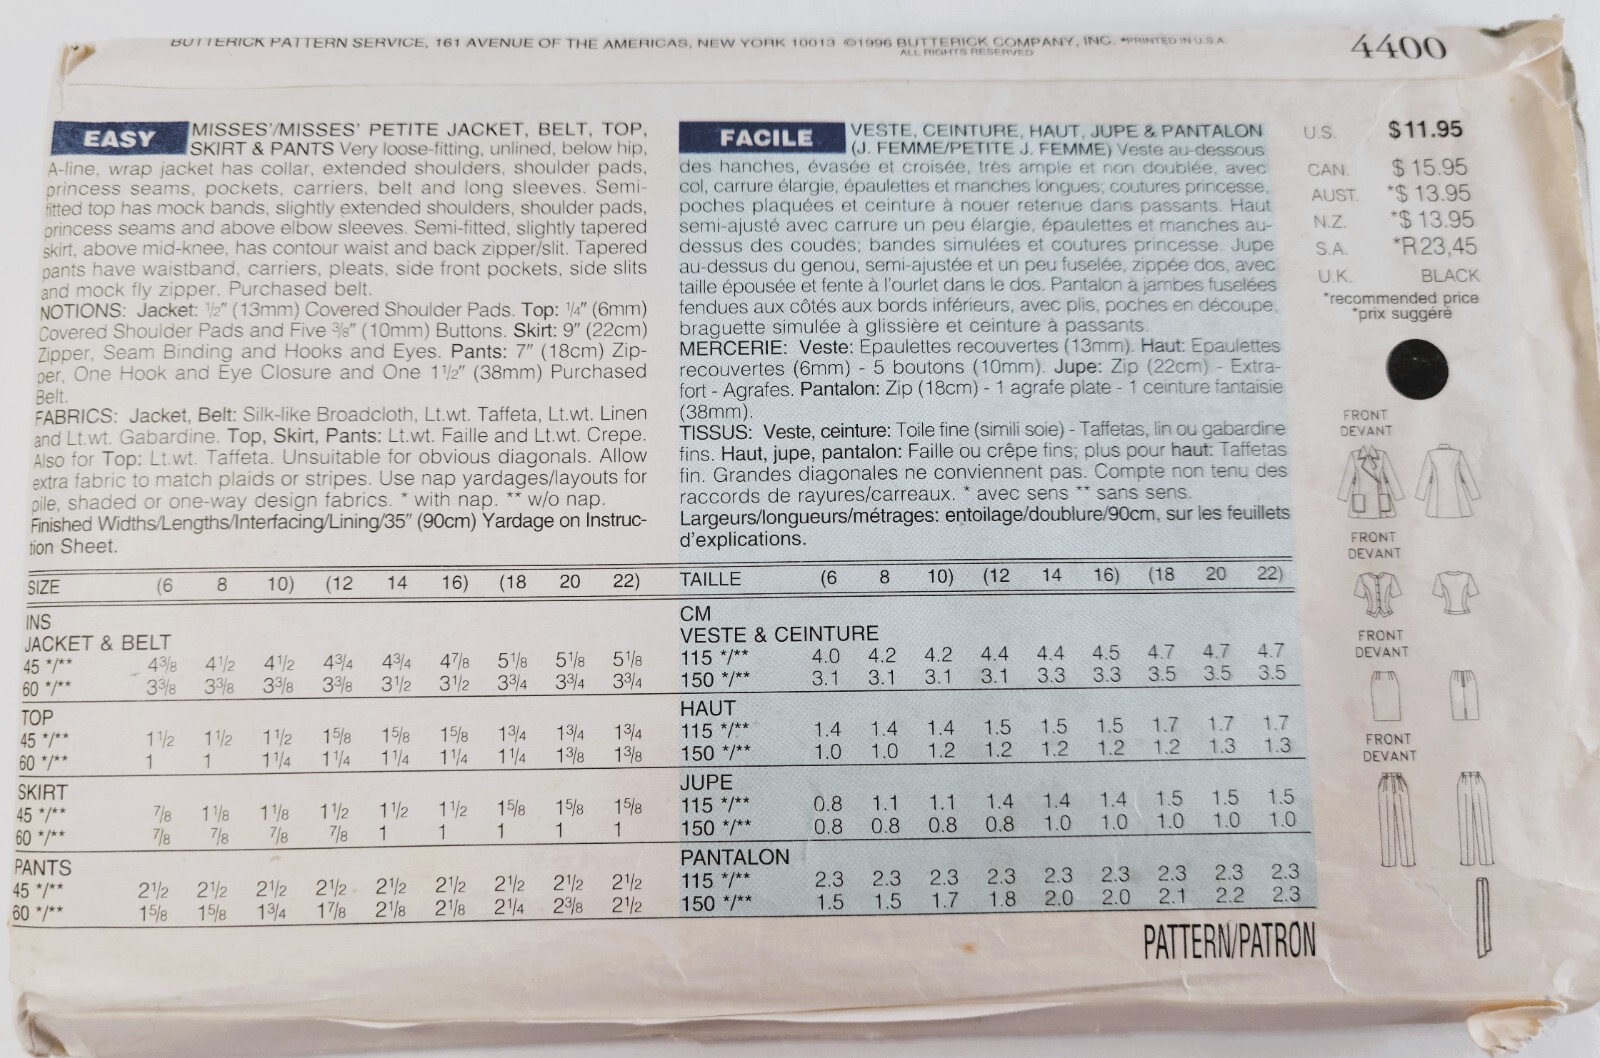 BUTTERICK PATTERN SERVICE, 161 AVENUE OF THE AMERICAS, NEW YORK 10013 ©1996 BUTTERICK COMPANY, INC. *PRINTED IN U.S.A.
ALL RIGHTS RESERVED
4400
EASY
MISSES'/MISSES' PETITE JACKET, BELT, TOP,
SKIRT & PANTS Very loose-fitting, unlined, below hip,
A-line, wrap jacket has collar, extended shoulders, shoulder pads,
princess seams, pockets, carriers, belt and long sleeves. Semi-
fitted top has mock bands, slightly extended shoulders, shoulder pads,
princess seams and above elbow sleeves. Semi-fitted, slightly tapered
skirt, above mid-knee, has contour waist and back zipper/slit. Tapered
pants have waistband, carriers, pleats, side front pockets, side slits
and mock fly zipper. Purchased belt.
NOTIONS: Jacket: 1/2" (13mm) Covered Shoulder Pads. Top: 1/4" (6mm)
Covered Shoulder Pads and Five 3/8" (10mm) Buttons. Skirt: 9" (22cm)
Zipper, Seam Binding and Hooks and Eyes. Pants: 7" (18cm) Zip-
per, One Hook and Eye Closure and One 1 1/2" (38mm) Purchased
Belt.
FABRICS: Jacket, Belt: Silk-like Broadcloth, Lt.wt. Taffeta, Lt.wt. Linen
and Lt.wt. Gabardine. Top, Skirt, Pants: Lt.wt. Faille and Lt.wt. Crepe.
Also for Top: Lt.wt. Taffeta. Unsuitable for obvious diagonals. Allow
extra fabric to match plaids or stripes. Use nap yardages/layouts for
pile, shaded or one-way design fabrics. * with nap. ** w/o nap.
Finished Widths/Lengths/Interfacing/Lining/35" (90cm) Yardage on Instruc-
tion Sheet.
SIZE (6 8 10) (12 14 16) (18 20 22)
INS
JACKET & BELT
45 */** 4 3/8 4 1/2 4 1/2 4 3/4 4 3/4 4 7/8 5 1/8 5 1/8 5 1/8
60 */** 3 3/8 3 3/8 3 3/8 3 3/8 3 1/2 3 1/2 3 3/4 3 3/4 3 3/4
TOP
45 */** 1 1/2 1 1/2 1 1/2 1 5/8 1 5/8 1 5/8 1 3/4 1 3/4 1 3/4
60 */** 1 1 1 1/4 1 1/4 1 1/4 1 1/4 1 1/4 1 3/8 1 3/8
SKIRT
45 */** 7/8 1 1/8 1 1/8 1 1/2 1 1/2 1 1/2 1 5/8 1 5/8 1 5/8
60 */** 7/8 7/8 7/8 7/8 1 1 1 1 1
PANTS
45 */** 2 1/2 2 1/2 2 1/2 2 1/2 2 1/2 2 1/2 2 1/2 2 1/2 2 1/2
60 */** 1 5/8 1 5/8 1 3/4 1 7/8 2 1/8 2 1/8 2 1/4 2 3/8 2 1/2
FACILE
VESTE, CEINTURE, HAUT, JUPE & PANTALON
(J. FEMME/PETITE J. FEMME) Veste au-dessous
des hanches, évasée et croisée, très ample et non doublée, avec
col, carrure élargie, épaulettes et manches longues; coutures princesse,
poches plaquées et ceinture à nouer retenue dans passants. Haut
semi-ajusté avec carrure un peu élargie, épaulettes et manches au-
dessus des coudes; bandes simulées et coutures princesse. Jupe
au-dessus du genou, semi-ajustée et un peu fuselée, zippée dos, avec
taille épousée et fente à l'ourlet dans le dos. Pantalon à jambes fuselées
fendues aux côtés aux bords inférieurs, avec plis, poches en découpe,
braguette simulée à glissière et ceinture à passants.
MERCERIE: Veste: Epaulettes recouvertes (13mm). Haut: Epaulettes
recouvertes (6mm) - 5 boutons (10mm). Jupe: Zip (22cm) - Extra-
fort - Agrafes. Pantalon: Zip (18cm) - 1 agrafe plate - 1 ceinture fantaisie
(38mm).
TISSUS: Veste, ceinture: Toile fine (simili soie) - Taffetas, lin ou gabardine
fins. Haut, jupe, pantalon: Faille ou crêpe fins; plus pour haut: Taffetas
fin. Grandes diagonales ne conviennent pas. Compte non tenu des
raccords de rayures/carreaux. * avec sens ** sans sens.
Largeurs/longueurs/métrages: entoilage/doublure/90cm, sur les feuillets
d'explications.
TAILLE (6 8 10) (12 14 16) (18 20 22)
CM
VESTE & CEINTURE
115 */** 4.0 4.2 4.2 4.4 4.4 4.5 4.7 4.7 4.7
150 */** 3.1 3.1 3.1 3.1 3.3 3.3 3.5 3.5 3.5
HAUT
115 */** 1.4 1.4 1.4 1.5 1.5 1.5 1.7 1.7 1.7
150 */** 1.0 1.0 1.2 1.2 1.2 1.2 1.2 1.3 1.3
JUPE
115 */** 0.8 1.1 1.1 1.4 1.4 1.4 1.5 1.5 1.5
150 */** 0.8 0.8 0.8 0.8 1.0 1.0 1.0 1.0 1.0
PANTALON
115 */** 2.3 2.3 2.3 2.3 2.3 2.3 2.3 2.3 2.3
150 */** 1.5 1.5 1.7 1.8 2.0 2.0 2.1 2.2 2.3
PATTERN/PATRON
U.S. $11.95
CAN. $15.95
AUST. *$13.95
N.Z. *$13.95
S.A. *R23,45
U.K. BLACK
*recommended price
*prix suggéré
FRONT
DEVANT
FRONT
DEVANT
FRONT
DEVANT
FRONT
DEVANT